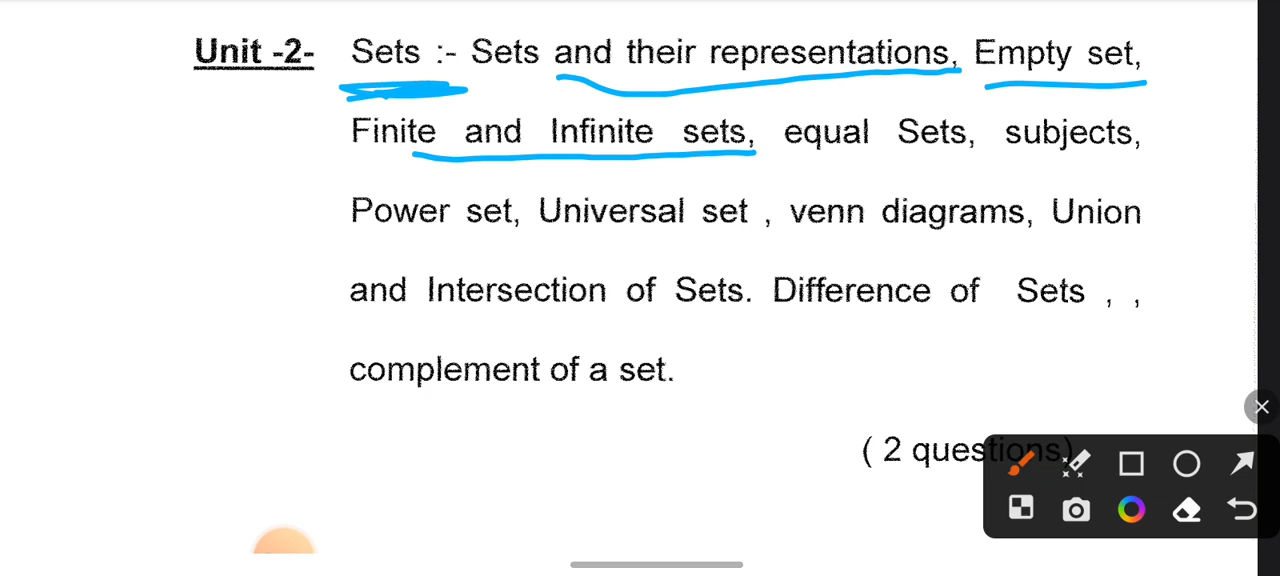 Unit -2- Sets :- Sets and their representations, Empty set,
Finite and Infinite sets, equal Sets, subjects,
Power set, Universal set , venn diagrams, Union
and Intersection of Sets. Difference of Sets , ,
complement of a set.
( 2 questions)